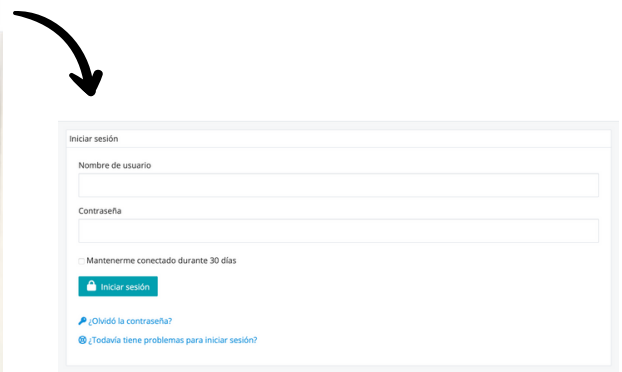 Iniciar sesión
Nombre de usuario
Contraseña
Mantenerme conectado durante 30 días
Iniciar sesión
¿Olvidó la contraseña?
¿Todavía tiene problemas para iniciar sesión?